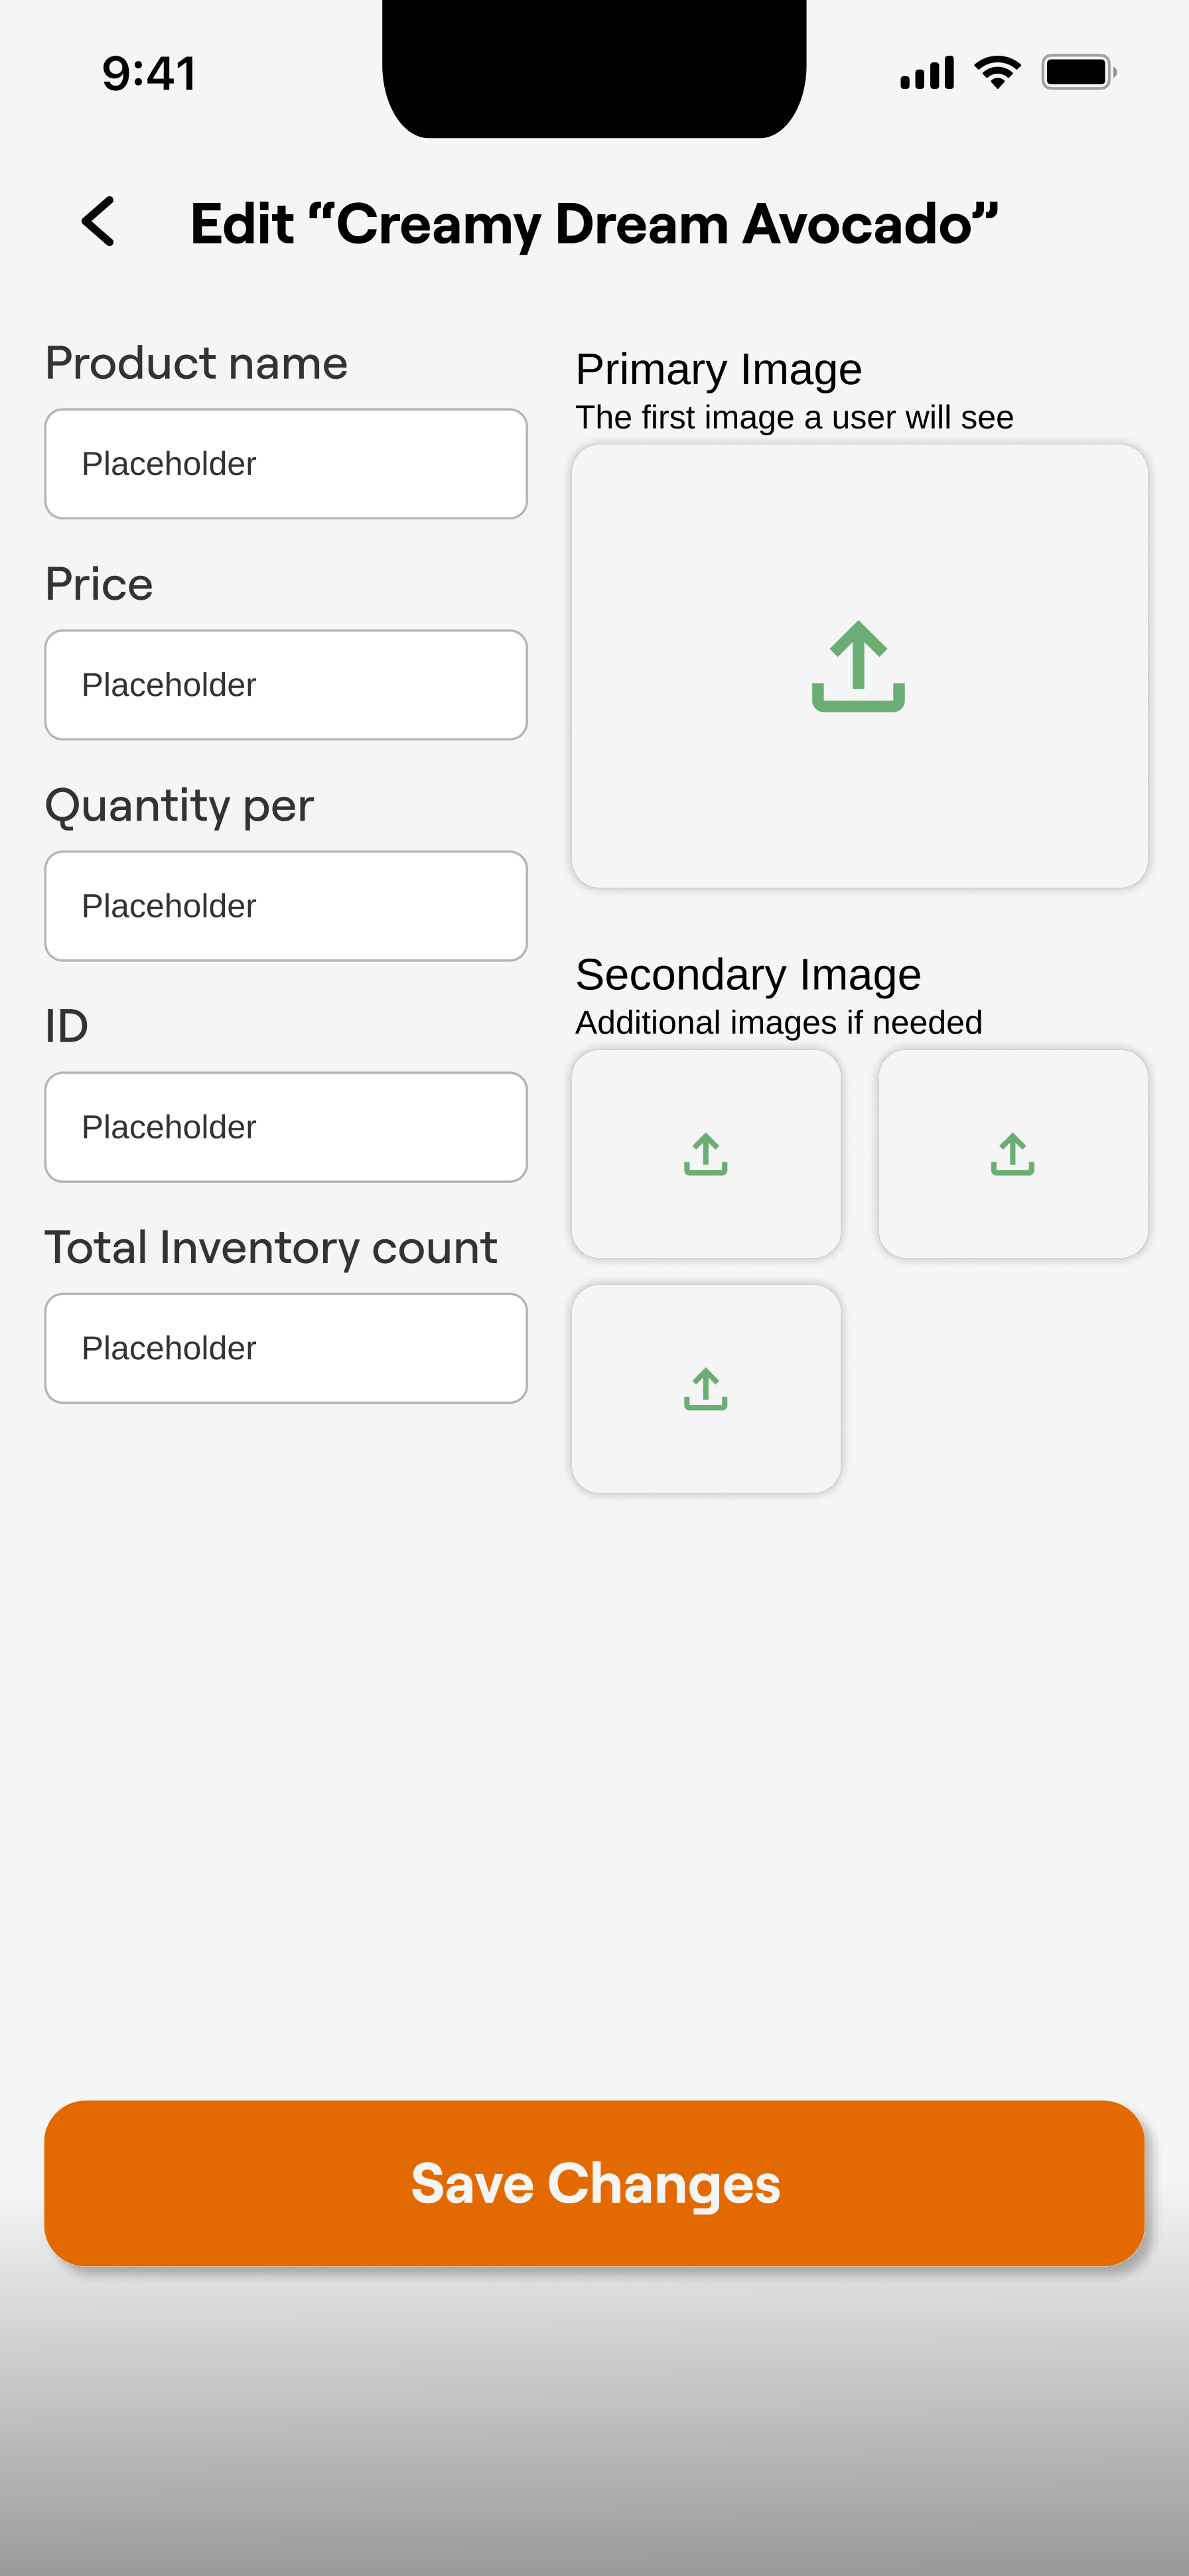 9:41
Edit “Creamy Dream Avocado”
Product name
Placeholder
Price
Placeholder
Quantity per
Placeholder
ID
Placeholder
Total Inventory count
Placeholder
Primary Image
The first image a user will see
Secondary Image
Additional images if needed
Save Changes